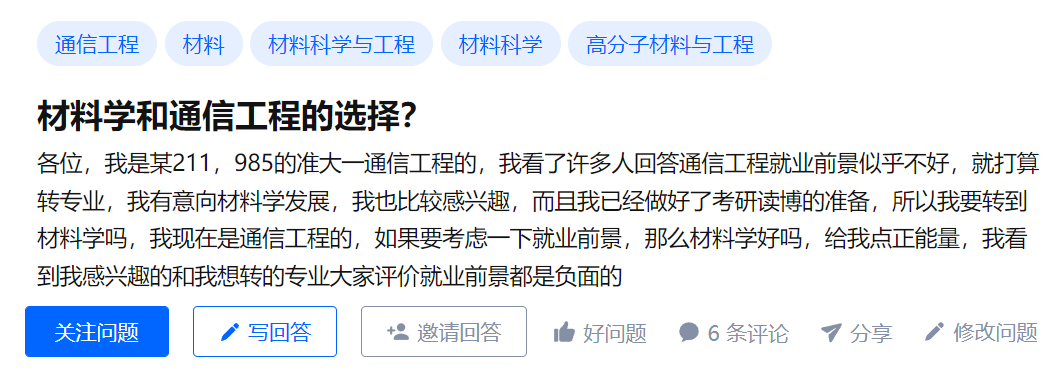 通信工程 材料 材料科学与工程 材料科学 高分子材料与工程
材料学和通信工程的选择?
各位，我是某211，985的准大一通信工程的，我看了许多人回答通信工程就业前景似乎不好，就打算
转专业，我有意向材料学发展，我也比较感兴趣，而且我已经做好了考研读博的准备，所以我要转到
材料学吗，我现在是通信工程的，如果要考虑一下就业前景，那么材料学好吗，给我点正能量，我看
到我感兴趣的和我想转的专业大家评价就业前景都是负面的
关注问题 写回答 邀请回答 好问题 6 条评论 分享 修改问题